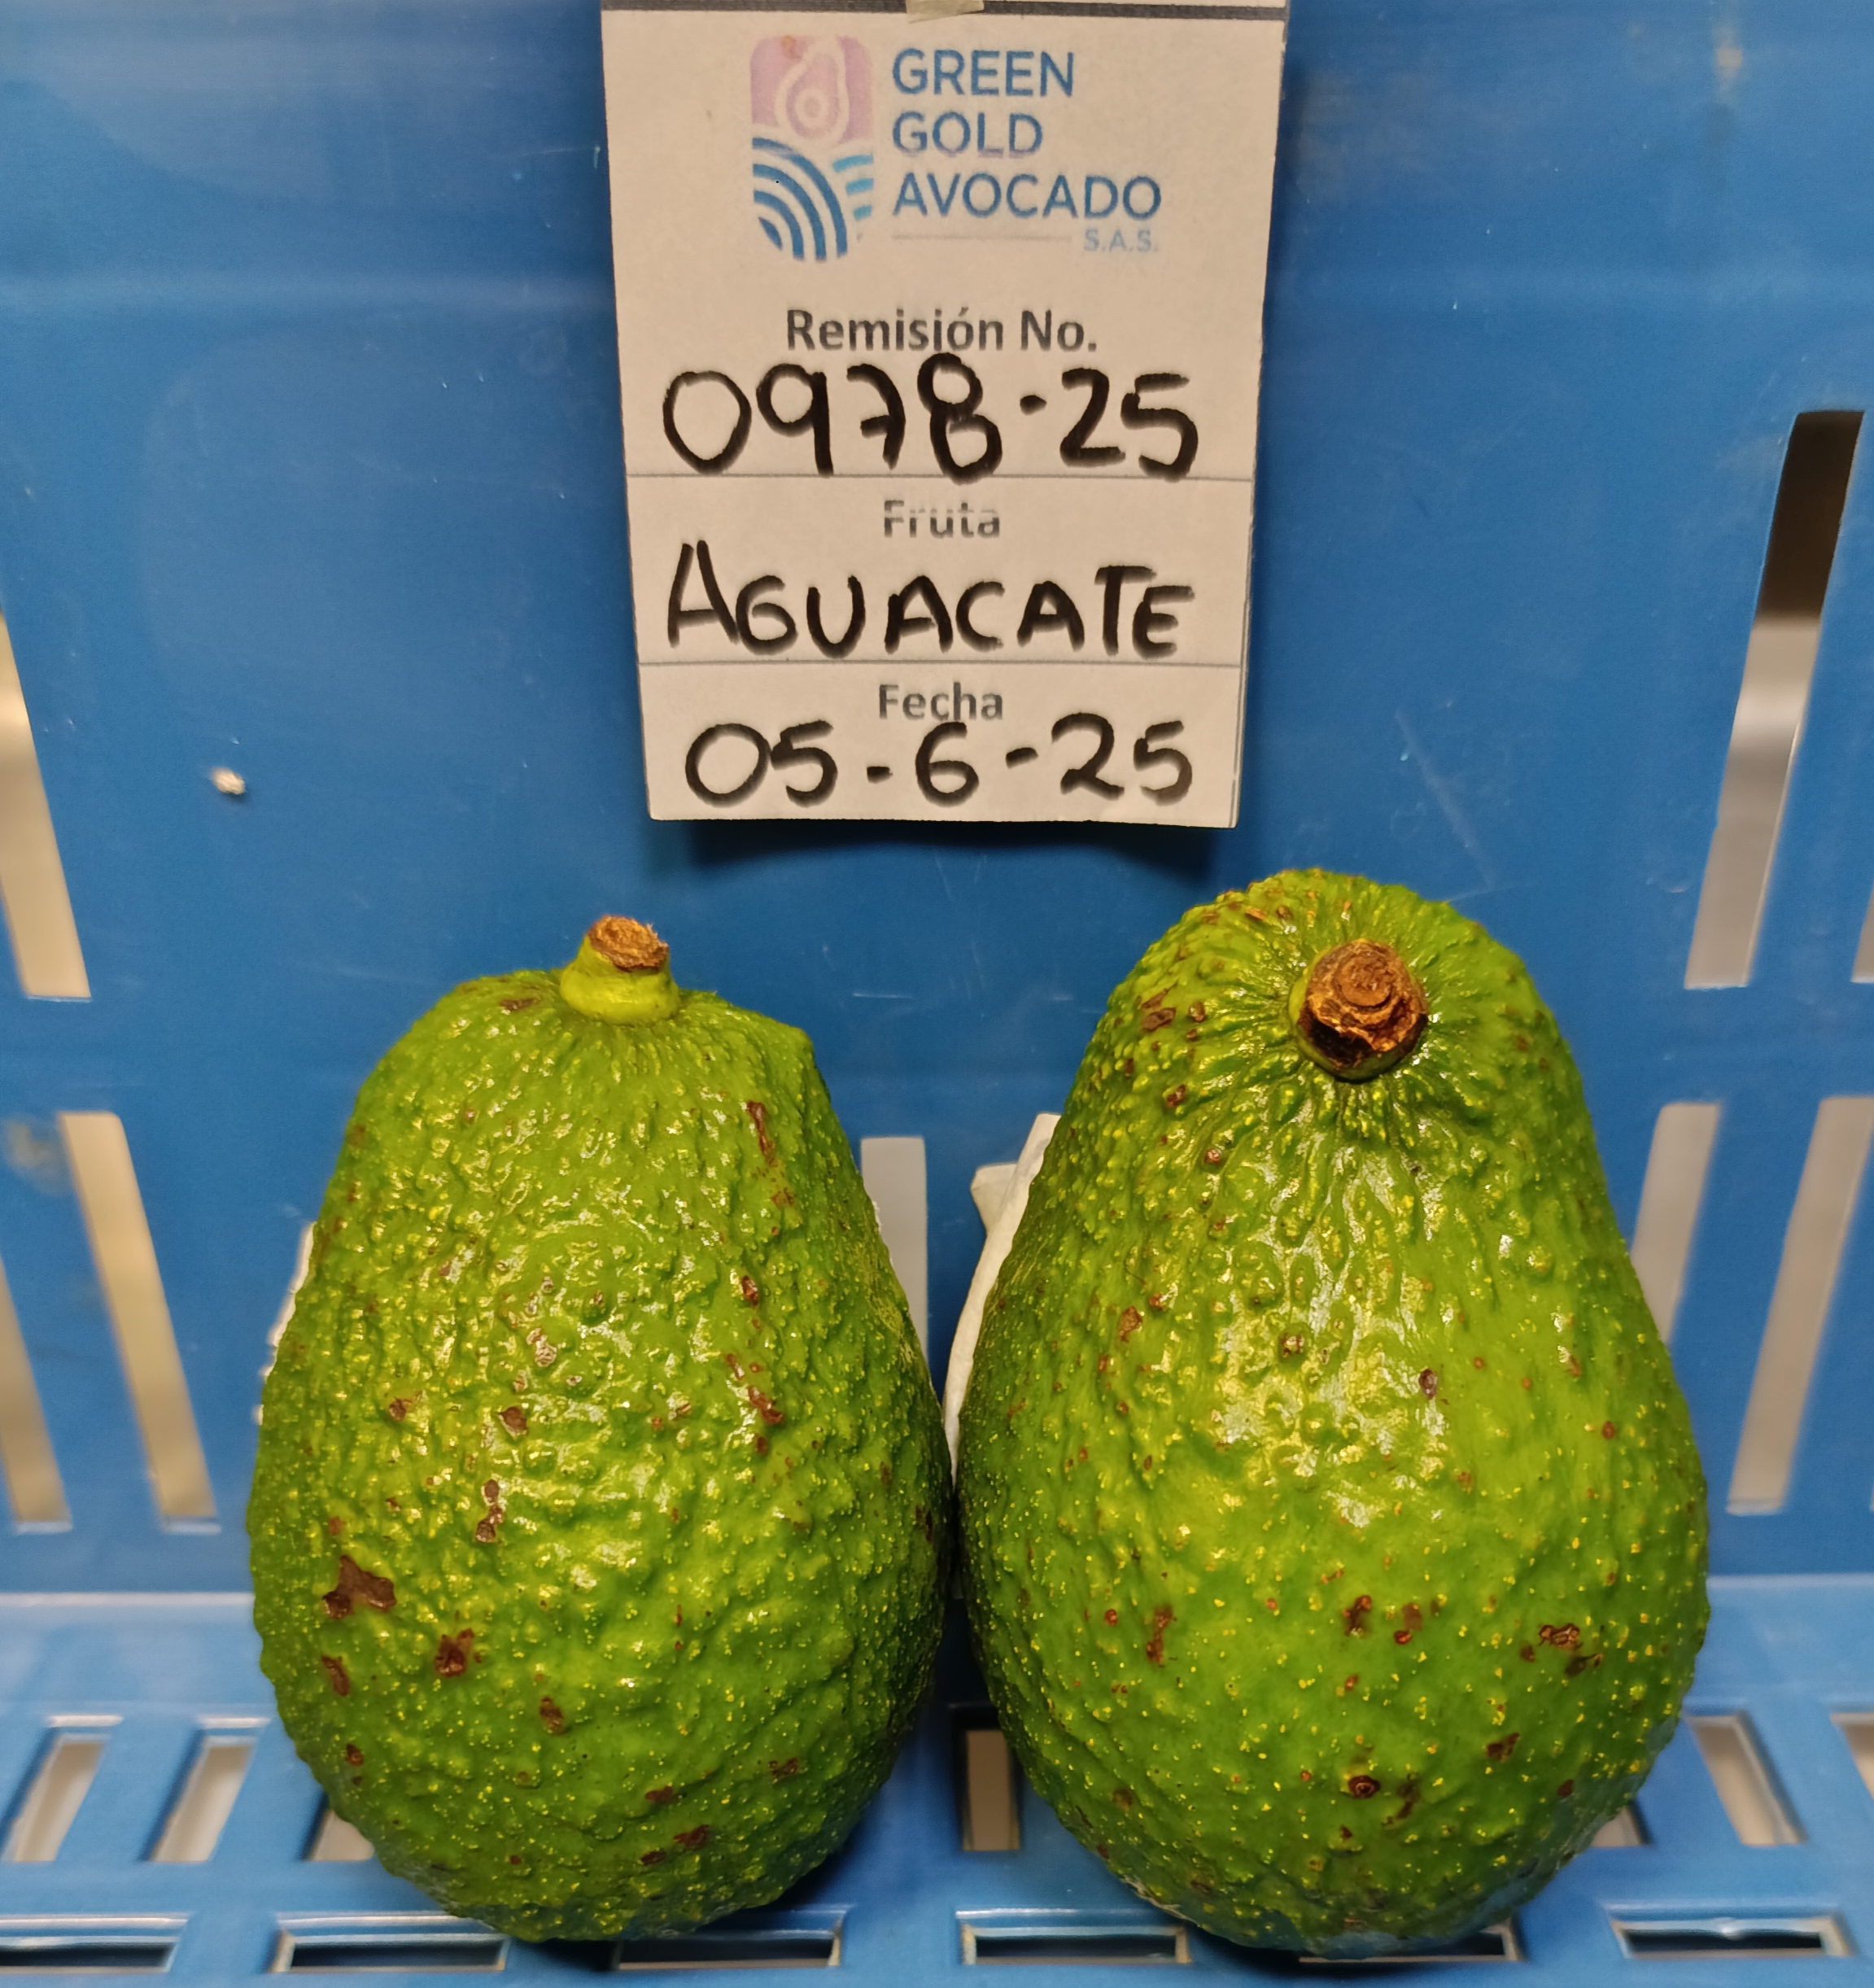 GREEN
GOLD
AVOCADO
S.A.S.
Remisión No.
0978-25
Fruta
AGUACATE
Fecha
05-6-25